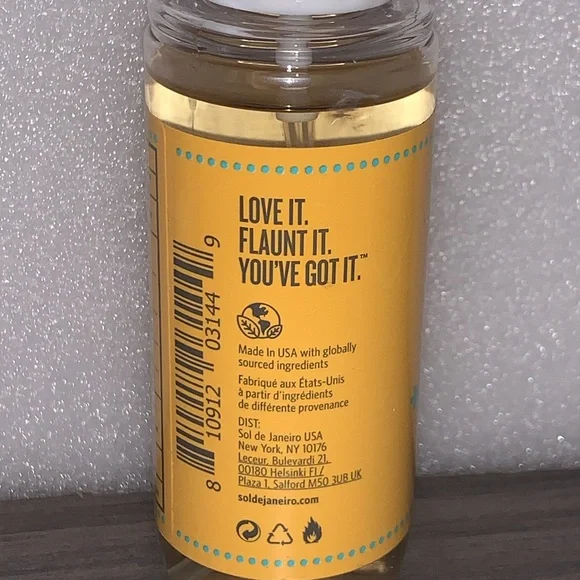 LOVE IT.
FLAUNT IT.
YOU'VE GOT IT.™
Made In USA with globally
sourced ingredients
Fabriqué aux États-Unis
à partir d'ingrédients
de différente provenance
DIST:
Sol de Janeiro USA
New York, NY 10176
Leceur, Bulevardi 21,
00180 Helsinki FI/
Plaza 1, Salford M50 3UB UK
soldejaneiro.com
8 10912 03144 9